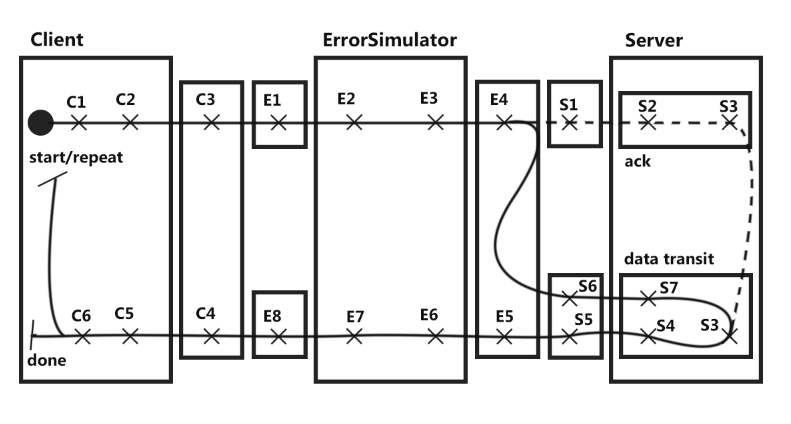 Client ErrorSimulator Server
C1 C2 C3 E1 E2 E3 E4 S1 S2 S3
start/repeat
ack
data transit
S6 S7
C6 C5 C4 E8 E7 E6 E5 S5 S4 S3
done